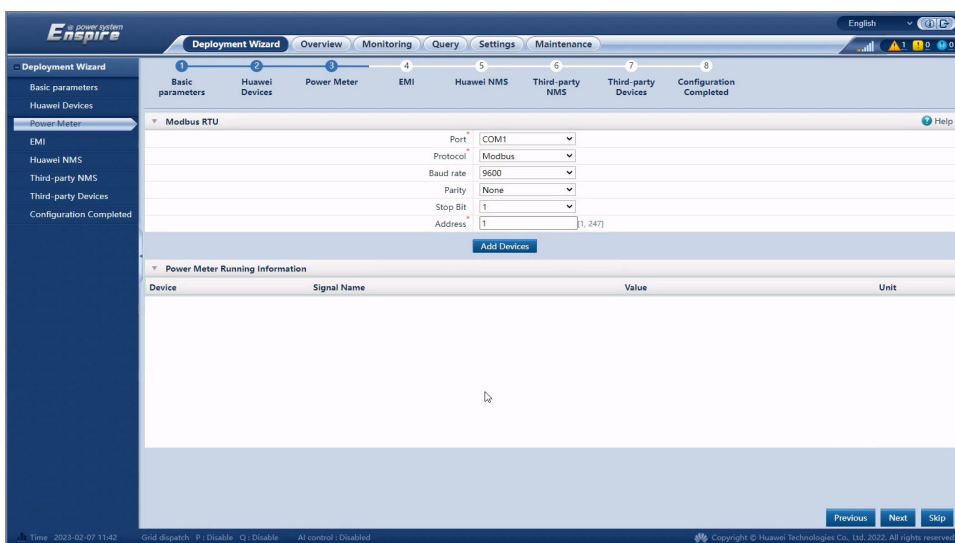 e power system
Enspire
English
Deployment Wizard
Overview
Monitoring
Query
Settings
Maintenance
1
1
0
0
Deployment Wizard
Basic parameters
Huawei Devices
Power Meter
EMI
Huawei NMS
Third-party NMS
Third-party Devices
Configuration Completed
1
Basic
parameters
2
Huawei
Devices
3
Power Meter
4
EMI
5
Huawei NMS
6
Third-party
NMS
7
Third-party
Devices
8
Configuration
Completed
Modbus RTU
Help
Port * COM1
Protocol * Modbus
Baud rate 9600
Parity None
Stop Bit 1
Address * 1 [1, 247]
Add Devices
Power Meter Running Information
Device Signal Name Value Unit
Previous Next Skip
Time 2023-02-07 11:42 Grid dispatch P : Disable Q : Disable AI control : Disabled
Copyright © Huawei Technologies Co., Ltd. 2022. All rights reserved.